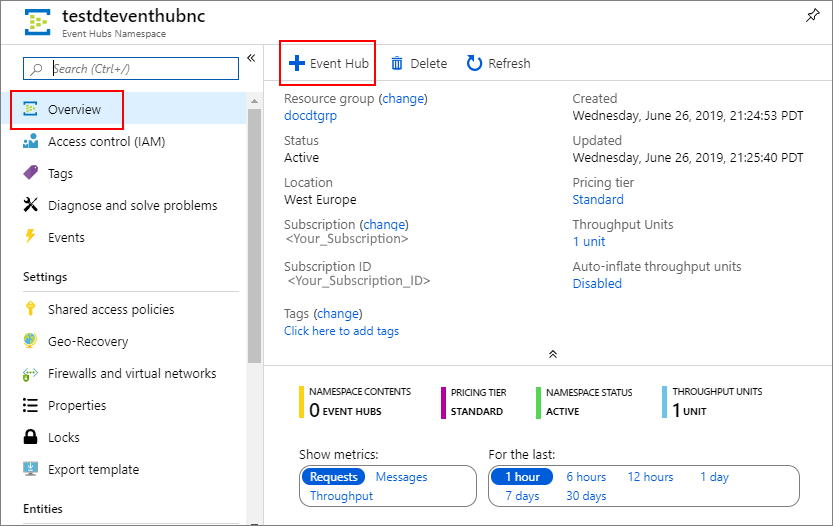 testdteventhubnc
Event Hubs Namespace
Search (Ctrl+/)
Overview
Access control (IAM)
Tags
Diagnose and solve problems
Events
Settings
Shared access policies
Geo-Recovery
Firewalls and virtual networks
Properties
Locks
Export template
Entities
Event Hub Delete Refresh
Resource group (change)
docdtgrp
Status
Active
Location
West Europe
Subscription (change)
<Your_Subscription>
Subscription ID
<Your_Subscription_ID>
Tags (change)
Click here to add tags
Created
Wednesday, June 26, 2019, 21:24:53 PDT
Updated
Wednesday, June 26, 2019, 21:25:40 PDT
Pricing tier
Standard
Throughput Units
1 unit
Auto-inflate throughput units
Disabled
NAMESPACE CONTENTS
0 EVENT HUBS
PRICING TIER
STANDARD
NAMESPACE STATUS
ACTIVE
THROUGHPUT UNITS
1 UNIT
Show metrics:
Requests Messages
Throughput
For the last:
1 hour 6 hours 12 hours 1 day
7 days 30 days